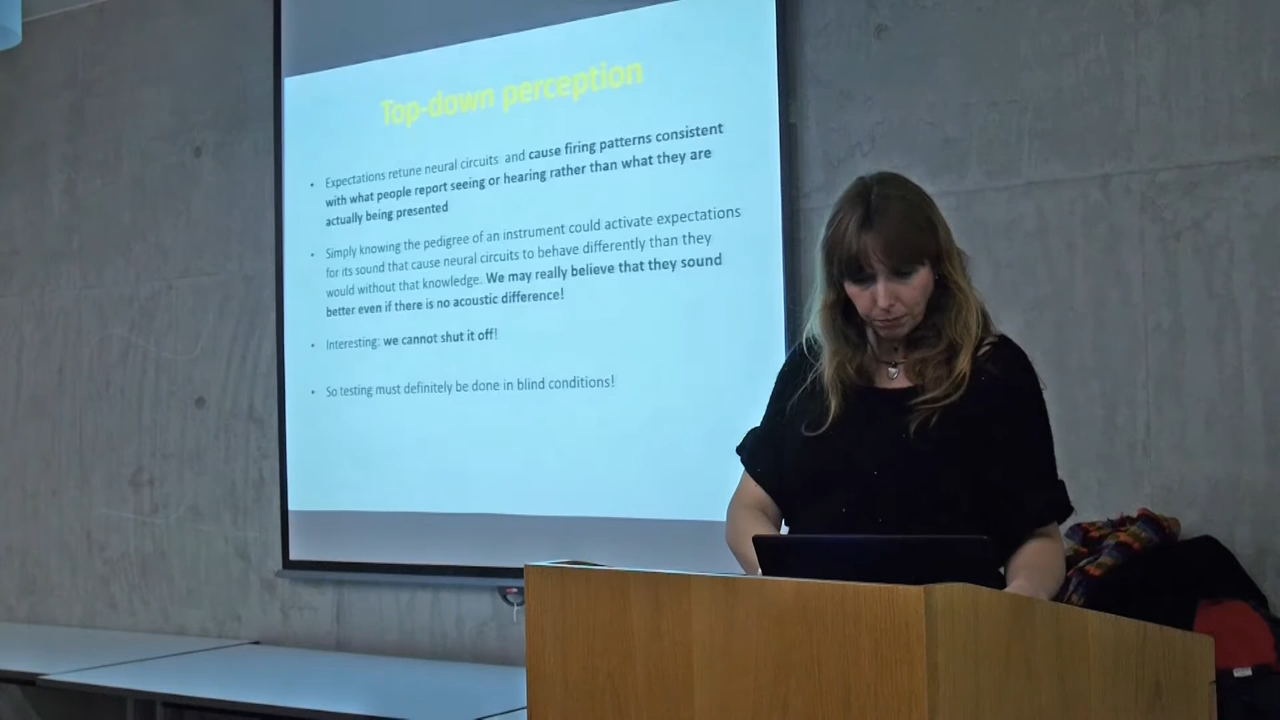 Top-down perception
• Expectations retune neural circuits and cause firing patterns consistent
with what people report seeing or hearing rather than what they are
actually being presented
• Simply knowing the pedigree of an instrument could activate expectations
for its sound that cause neural circuits to behave differently than they
would without that knowledge. We may really believe that they sound
better even if there is no acoustic difference!
• Interesting: we cannot shut it off!
• So testing must definitely be done in blind conditions!